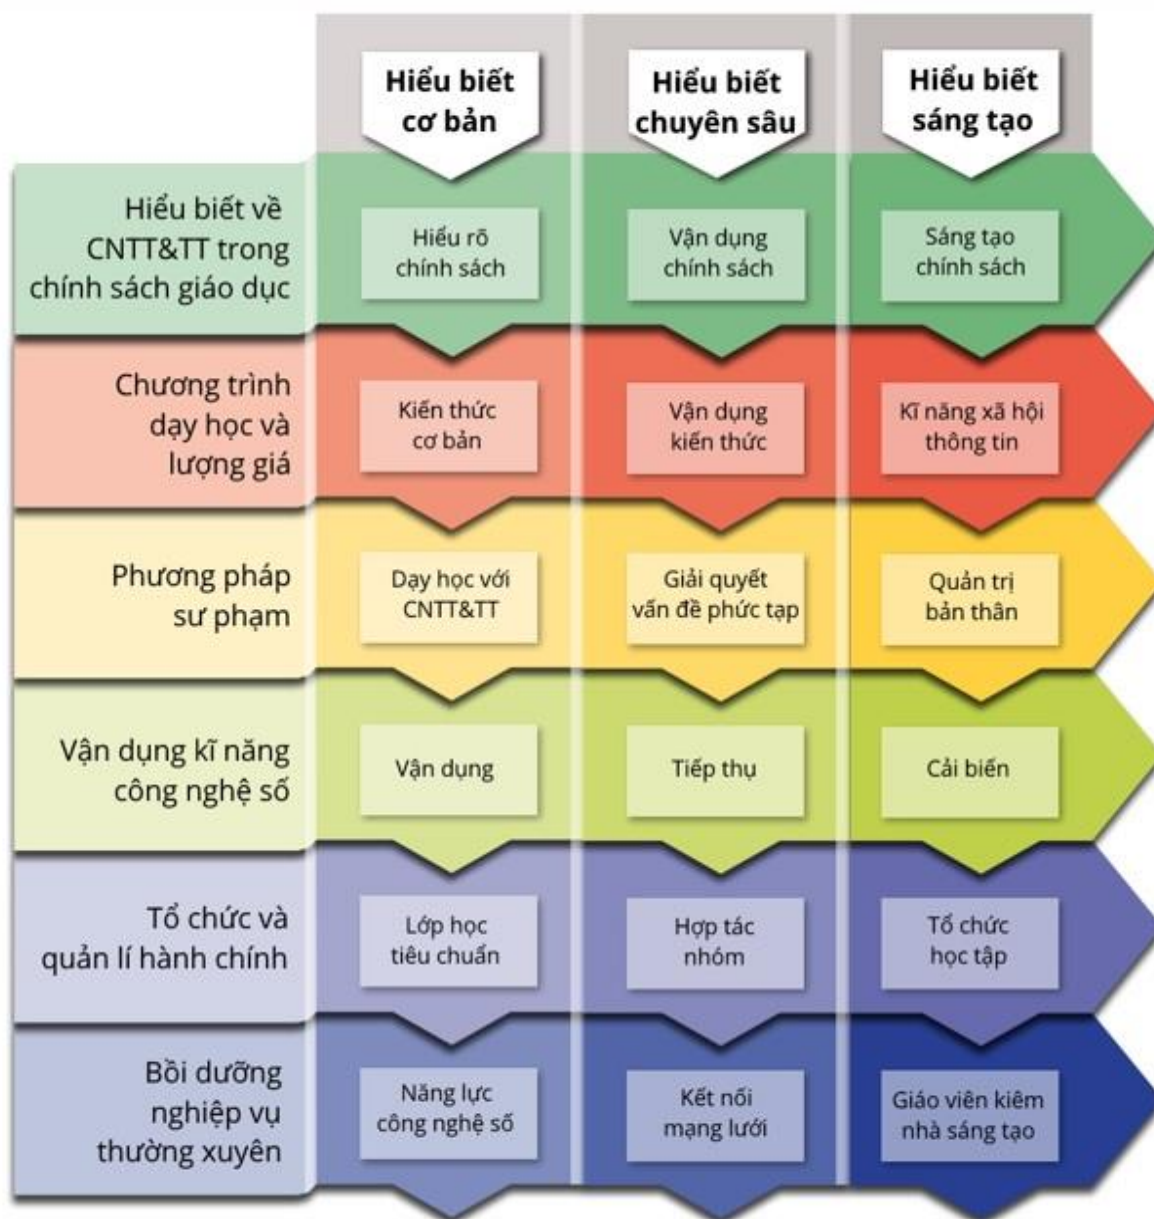 Hiểu biết
cơ bản
Hiểu biết
chuyên sâu
Hiểu biết
sáng tạo
Hiểu biết về
CNTT&TT trong
chính sách giáo dục
Hiểu rõ
chính sách
Vận dụng
chính sách
Sáng tạo
chính sách
Chương trình
dạy học và
lượng giá
Kiến thức
cơ bản
Vận dụng
kiến thức
Kĩ năng xã hội
thông tin
Phương pháp
sư phạm
Dạy học với
CNTT&TT
Giải quyết
vấn đề phức tạp
Quản trị
bản thân
Vận dụng kĩ năng
công nghệ số
Vận dụng
Tiếp thụ
Cải biến
Tổ chức và
quản lí hành chính
Lớp học
tiêu chuẩn
Hợp tác
nhóm
Tổ chức
học tập
Bồi dưỡng
nghiệp vụ
thường xuyên
Năng lực
công nghệ số
Kết nối
mạng lưới
Giáo viên kiêm
nhà sáng tạo